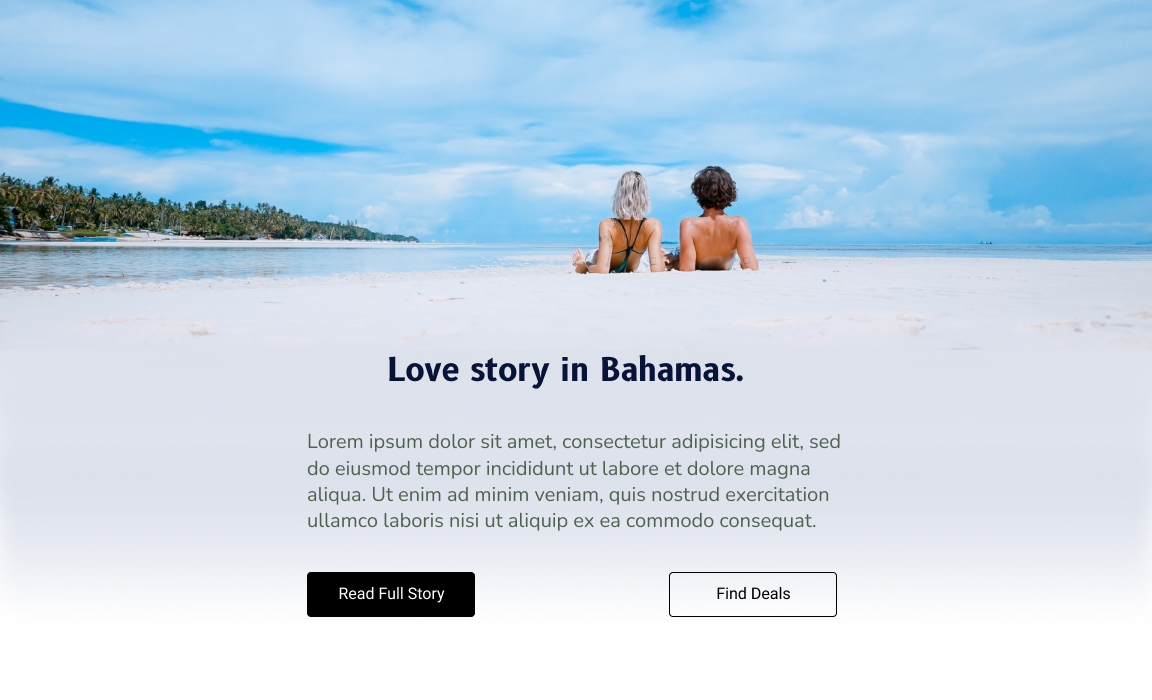 Love story in Bahamas.
Lorem ipsum dolor sit amet, consectetur adipisicing elit, sed
do eiusmod tempor incididunt ut labore et dolore magna
aliqua. Ut enim ad minim veniam, quis nostrud exercitation
ullamco laboris nisi ut aliquip ex ea commodo consequat.
Read Full Story
Find Deals